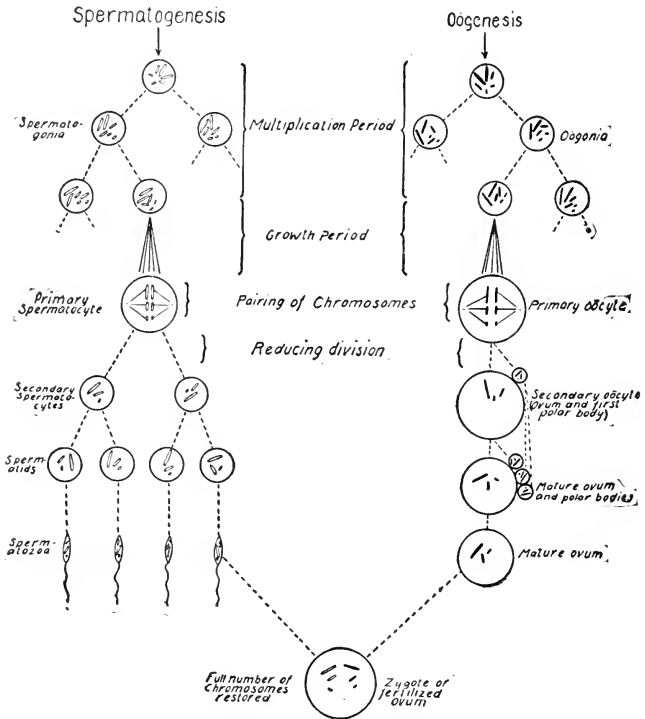 Spermatogenesis
Oögenesis
Spermato-
gonia
Multiplication Period
Oögonia
Growth Period
Primary
Spermatocyte
Pairing of Chromosomes
Primary oöcyte
Reducing division
Secondary
Spermato-
cytes
Secondary oöcyte
(Ovum and first
polar body)
Sperm-
atids
Mature ovum
and polar bodies
Sperm-
atozoa
Mature ovum
Full number of
Chromosomes
restored
Zygote or
fertilized
Ovum